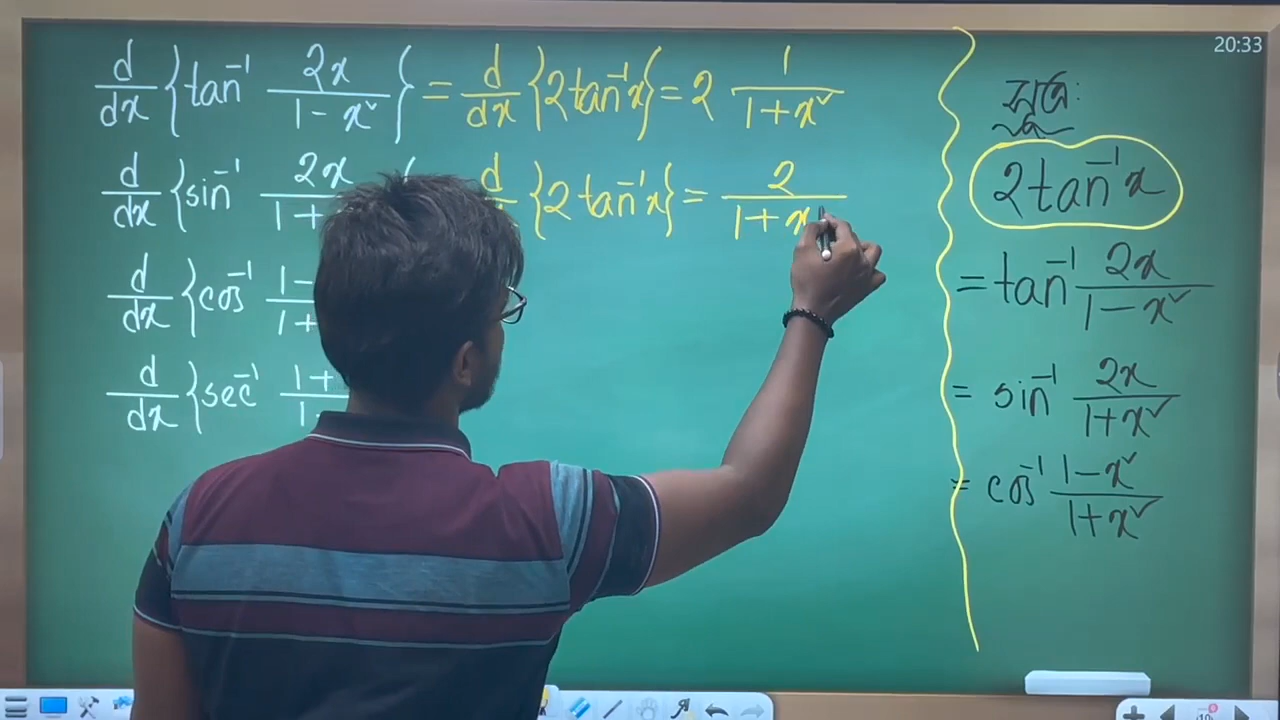 20:33
d/dx {tan⁻¹ 2x/(1-x²)} = d/dx {2tan⁻¹x} = 2 1/(1+x²)
d/dx {sin⁻¹ 2x/(1+ d/dx {2tan⁻¹x} = 2/(1+x
d/dx {cos⁻¹ 1-/1+
d/dx {sec⁻¹ 1+/1-
সূত্র:
2tan⁻¹x
= tan⁻¹ 2x/(1-x²)
= sin⁻¹ 2x/(1+x²)
= cos⁻¹ (1-x²)/(1+x²)